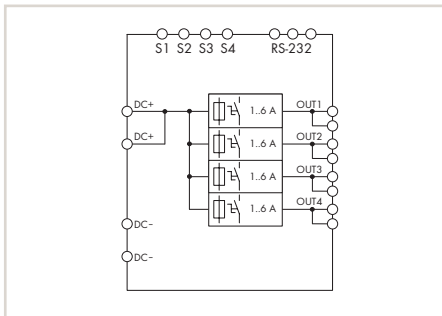 S1 S2 S3 S4 RS-232
DC+ 1..6 A OUT1
DC+ 1..6 A OUT2
1..6 A OUT3
1..6 A OUT4
DC-
DC-